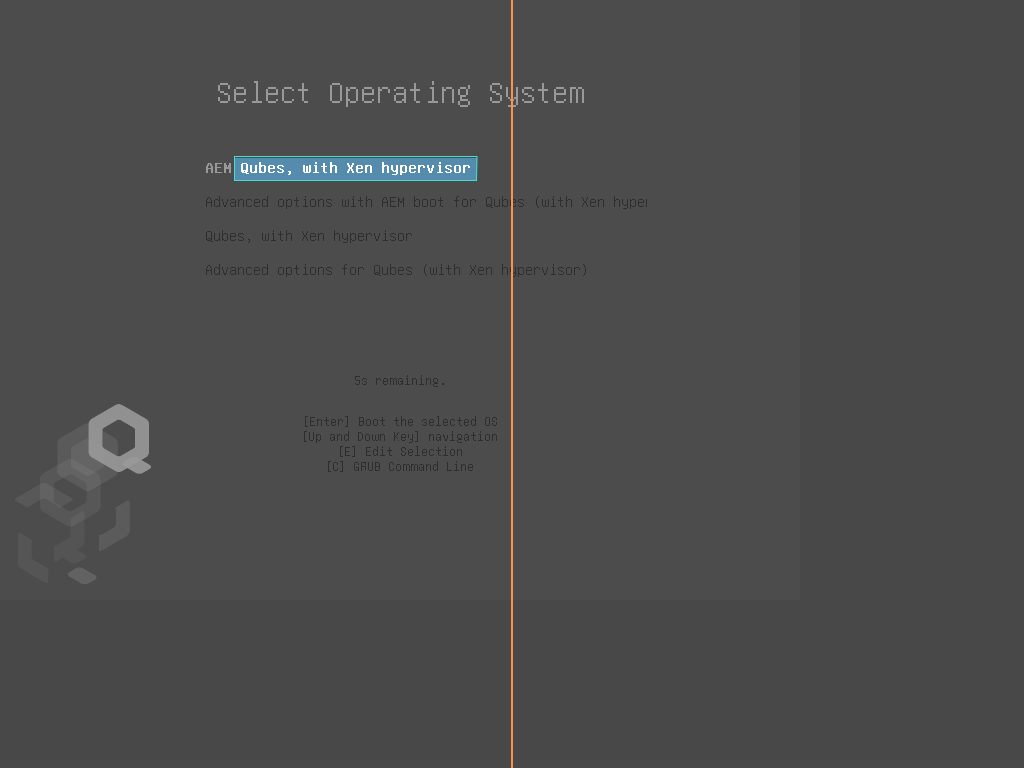 Select Operating System
AEM Qubes, with Xen hypervisor
Advanced options with AEM boot for Qubes (with Xen hyper
Qubes, with Xen hypervisor
Advanced options for Qubes (with Xen hypervisor)
5s remaining.
[Enter] Boot the selected OS
[Up and Down Key] navigation
[E] Edit Selection
[C] GRUB Command Line